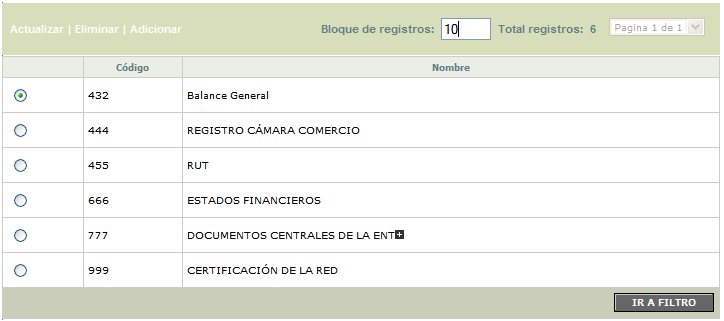 Actualizar | Eliminar | Adicionar Bloque de registros: 10 Total registros: 6 Pagina 1 de 1
Código Nombre
432 Balance General
444 REGISTRO CÁMARA COMERCIO
455 RUT
666 ESTADOS FINANCIEROS
777 DOCUMENTOS CENTRALES DE LA ENT
999 CERTIFICACIÓN DE LA RED
IR A FILTRO